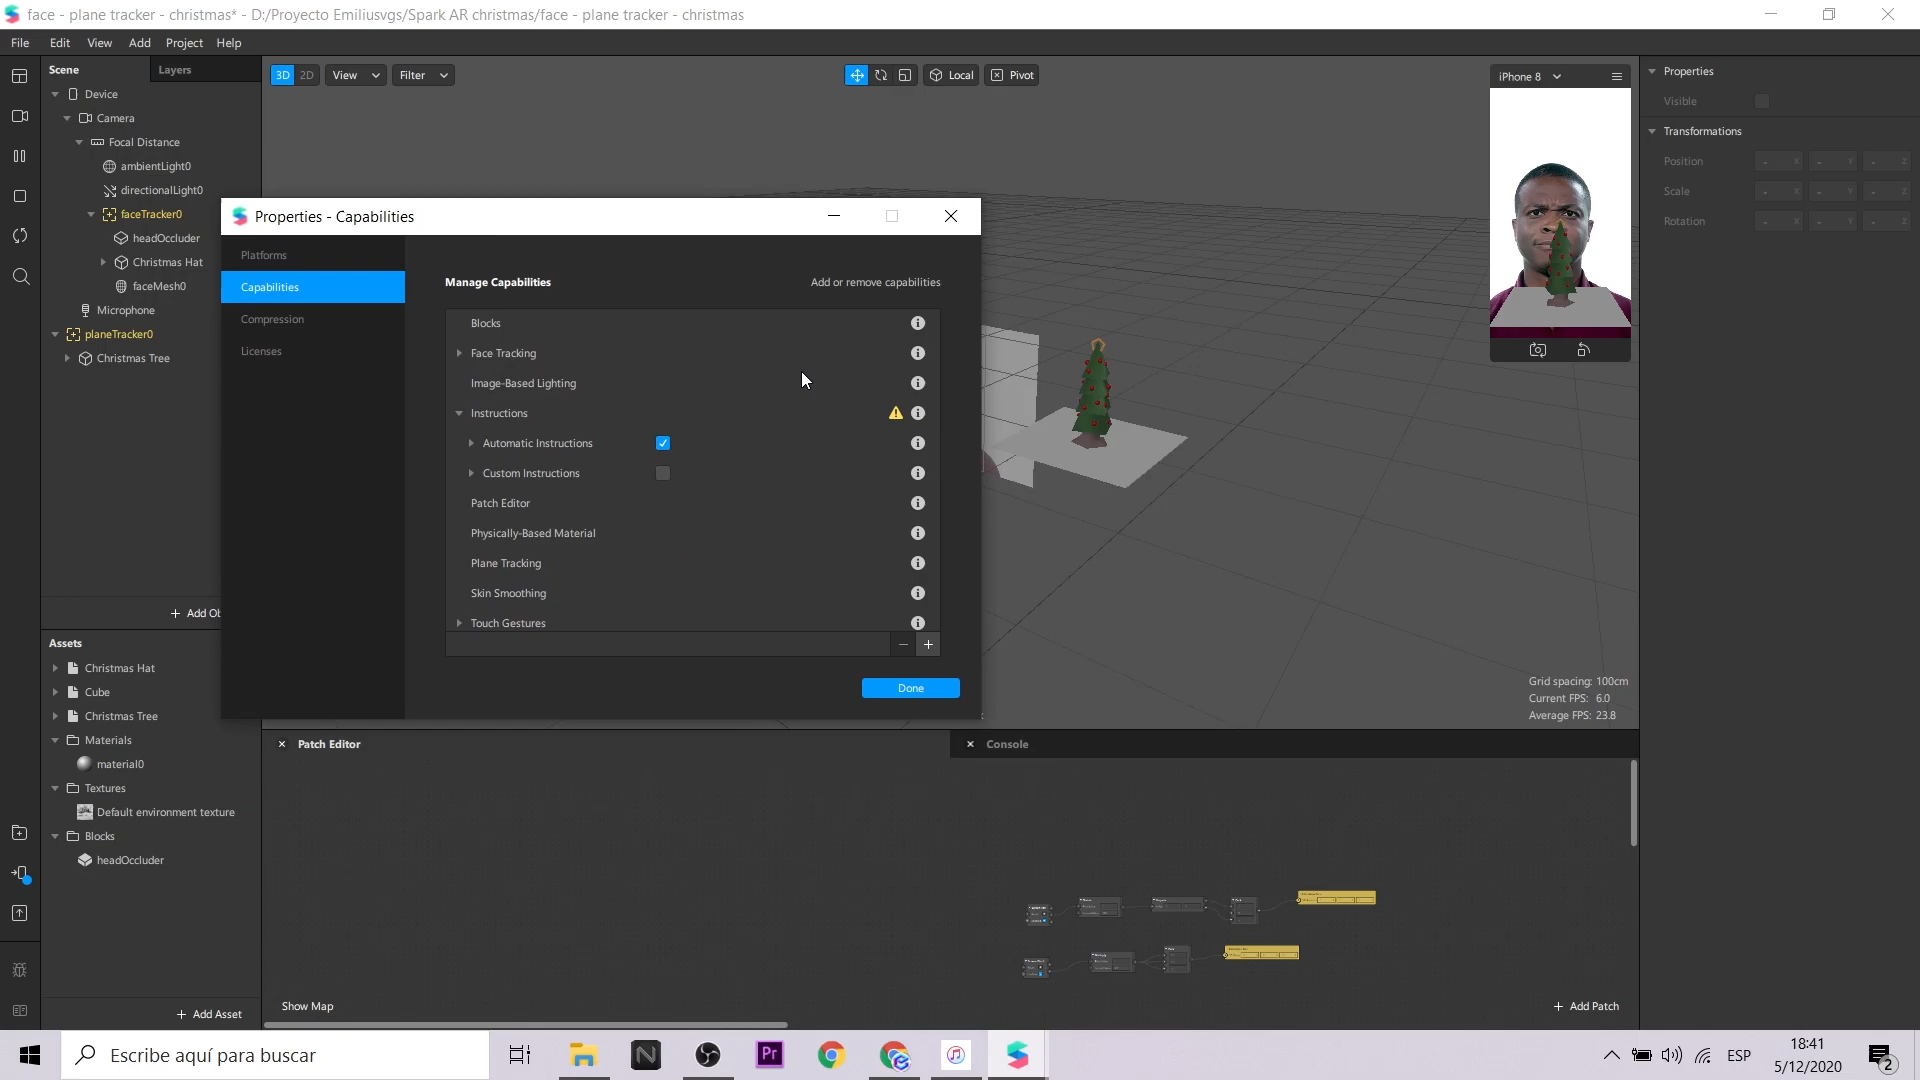 face - plane tracker - christmas* - D:/Proyecto Emiliusvgs/Spark AR christmas/face - plane tracker - christmas
File Edit View Add Project Help
Scene Layers
Device
Camera
Focal Distance
ambientLight0
directionalLight0
faceTracker0
headOccluder
Christmas Hat
faceMesh0
Microphone
planeTracker0
Christmas Tree
+ Add Ob
Assets
Christmas Hat
Cube
Christmas Tree
Materials
material0
Textures
Default environment texture
Blocks
headOccluder
+ Add Asset
3D 2D View Filter
Local Pivot
iPhone 8
Properties - Capabilities
Platforms
Capabilities
Compression
Licenses
Manage Capabilities Add or remove capabilities
Blocks
Face Tracking
Image-Based Lighting
Instructions
Automatic Instructions
Custom Instructions
Patch Editor
Physically-Based Material
Plane Tracking
Skin Smoothing
Touch Gestures
Done
Grid spacing: 100cm
Current FPS: 6.0
Average FPS: 23.8
Properties
Visible
Transformations
Position - X - Y - Z
Scale - X - Y - Z
Rotation - X - Y - Z
Patch Editor
Console
Show Map
+ Add Patch
Escribe aquí para buscar
Pr
ESP
18:41
5/12/2020
2